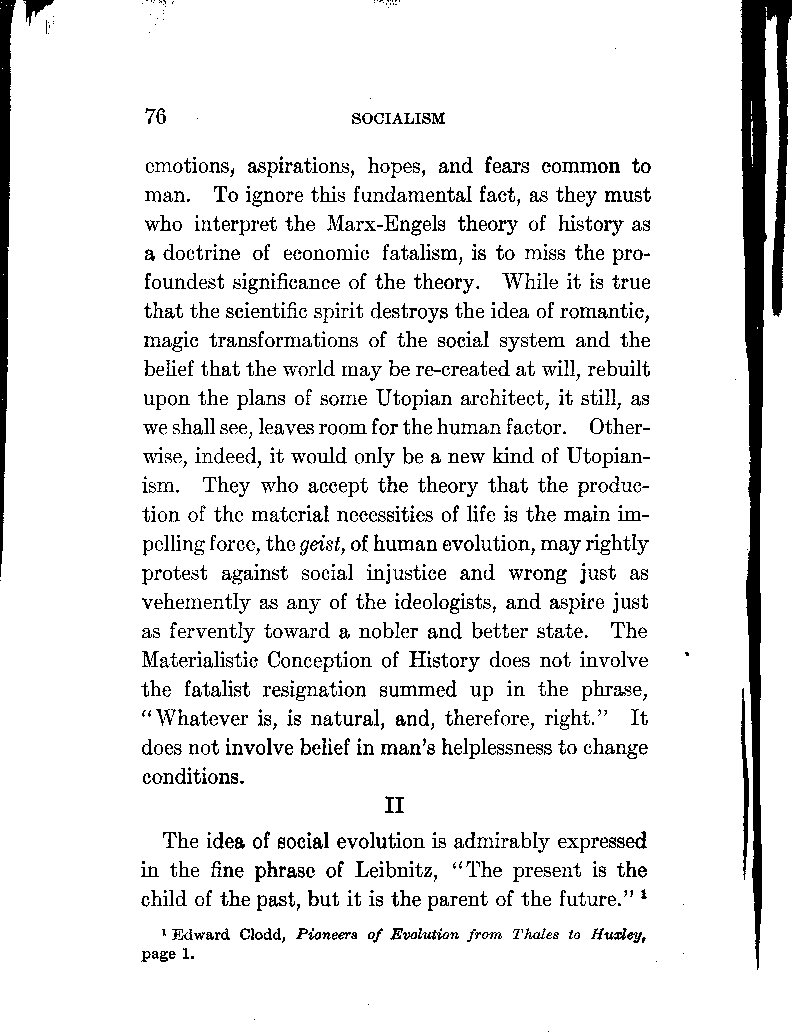 76 SOCIALISM
emotions, aspirations, hopes, and fears common to
man. To ignore this fundamental fact, as they must
who interpret the Marx-Engels theory of history as
a doctrine of economic fatalism, is to miss the pro-
foundest significance of the theory. While it is true
that the scientific spirit destroys the idea of romantic,
magic transformations of the social system and the
belief that the world may be re-created at will, rebuilt
upon the plans of some Utopian architect, it still, as
we shall see, leaves room for the human factor. Other-
wise, indeed, it would only be a new kind of Utopian-
ism. They who accept the theory that the produc-
tion of the material necessities of life is the main im-
pelling force, the geist, of human evolution, may rightly
protest against social injustice and wrong just as
vehemently as any of the ideologists, and aspire just
as fervently toward a nobler and better state. The
Materialistic Conception of History does not involve
the fatalist resignation summed up in the phrase,
“Whatever is, is natural, and, therefore, right.” It
does not involve belief in man’s helplessness to change
conditions.
II
The idea of social evolution is admirably expressed
in the fine phrase of Leibnitz, “The present is the
child of the past, but it is the parent of the future.” ¹
¹ Edward Clodd, Pioneers of Evolution from Thales to Huxley,
page 1.